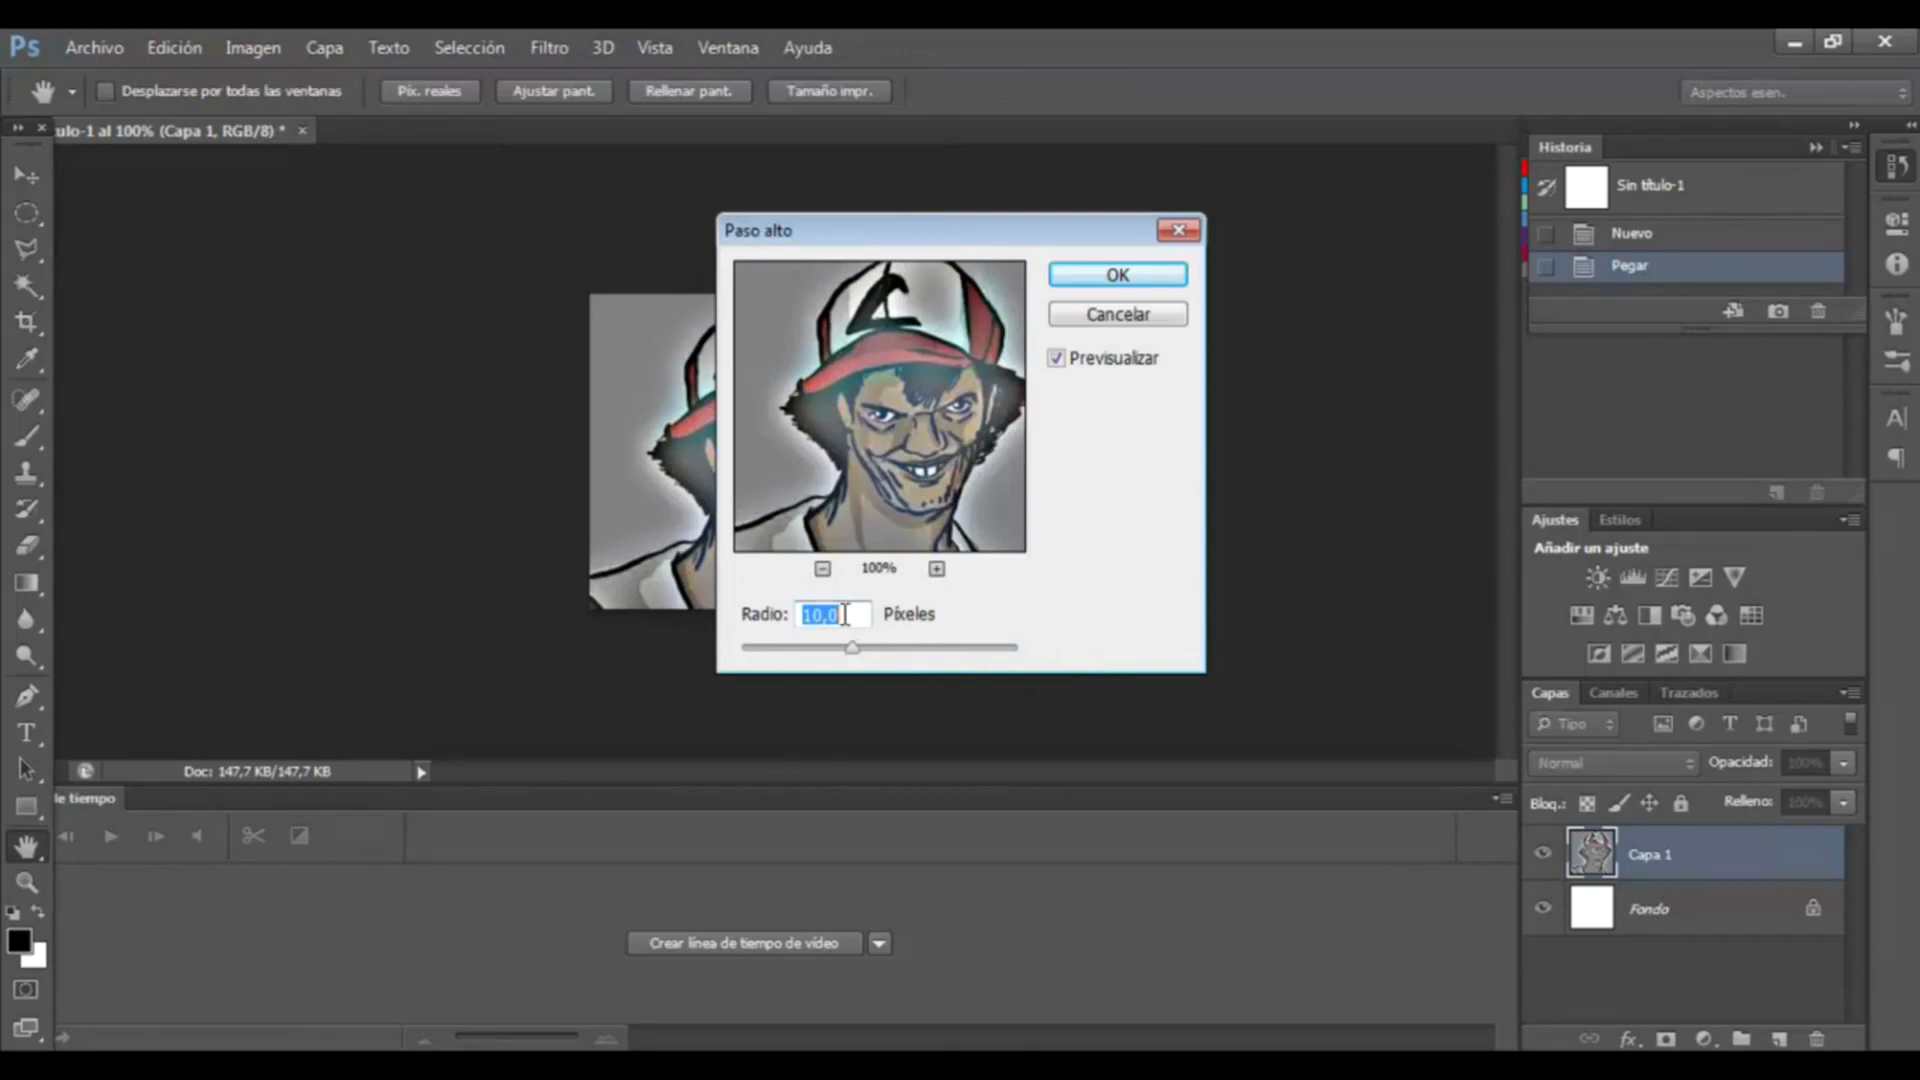 Ps Archivo Edición Imagen Capa Texto Selección Filtro 3D Vista Ventana Ayuda
Desplazarse por todas las ventanas Píx. reales Ajustar pant. Rellenar pant. Tamaño impr. Aspectos esen.
ulo-1 al 100% (Capa 1, RGB/8) *
Historia
Sin título-1
Nuevo
Pegar
Paso alto
OK
Cancelar
Previsualizar
100%
Radio: 10,0 Píxeles
Ajustes Estilos
Añadir un ajuste
Capas Canales Trazados
Tipo
Normal Opacidad: 100%
Bloq.: Relleno: 100%
Capa 1
Fondo
Doc: 147,7 KB/147,7 KB
de tiempo
Crear línea de tiempo de vídeo